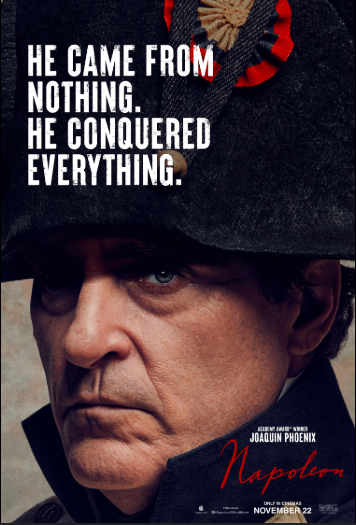 HE CAME FROM
NOTHING.
HE CONQUERED
EVERYTHING.
ACADEMY AWARD® WINNER
JOAQUIN PHOENIX
Napoleon
ONLY IN CINEMAS
NOVEMBER 22